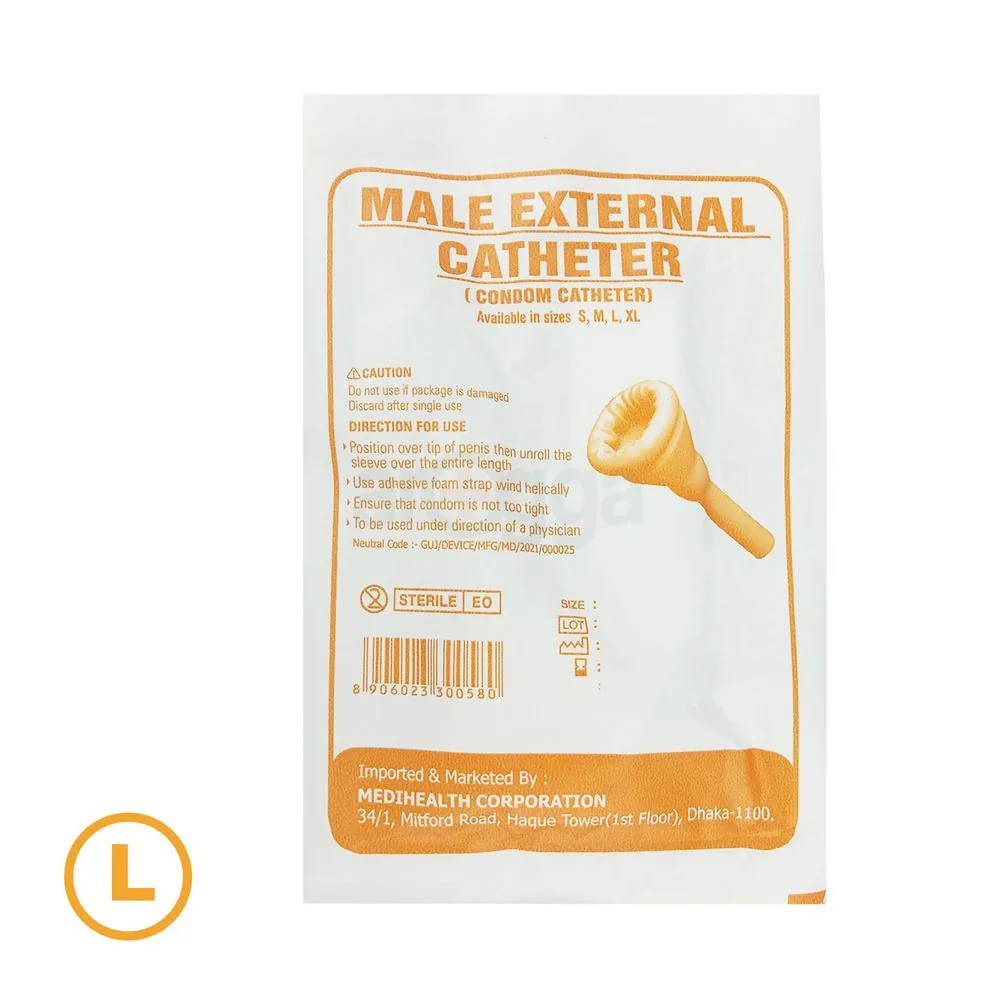 MALE EXTERNAL
CATHETER
( CONDOM CATHETER)
Available in sizes S, M, L, XL
CAUTION
Do not use if package is damaged
Discard after single use
DIRECTION FOR USE
Position over tip of penis then unroll the
sleeve over the entire length
Use adhesive foam strap wind helically
Ensure that condom is not too tight
To be used under direction of a physician
Neutral Code :- GUJ/DEVICE/MFG/MD/2021/000025
2 STERILE EO
SIZE :
LOT :
:
:
8 906023 300580
Imported & Marketed By :
MEDIHEALTH CORPORATION
34/1, Mitford Road, Haque Tower(1st Floor), Dhaka-1100.
L